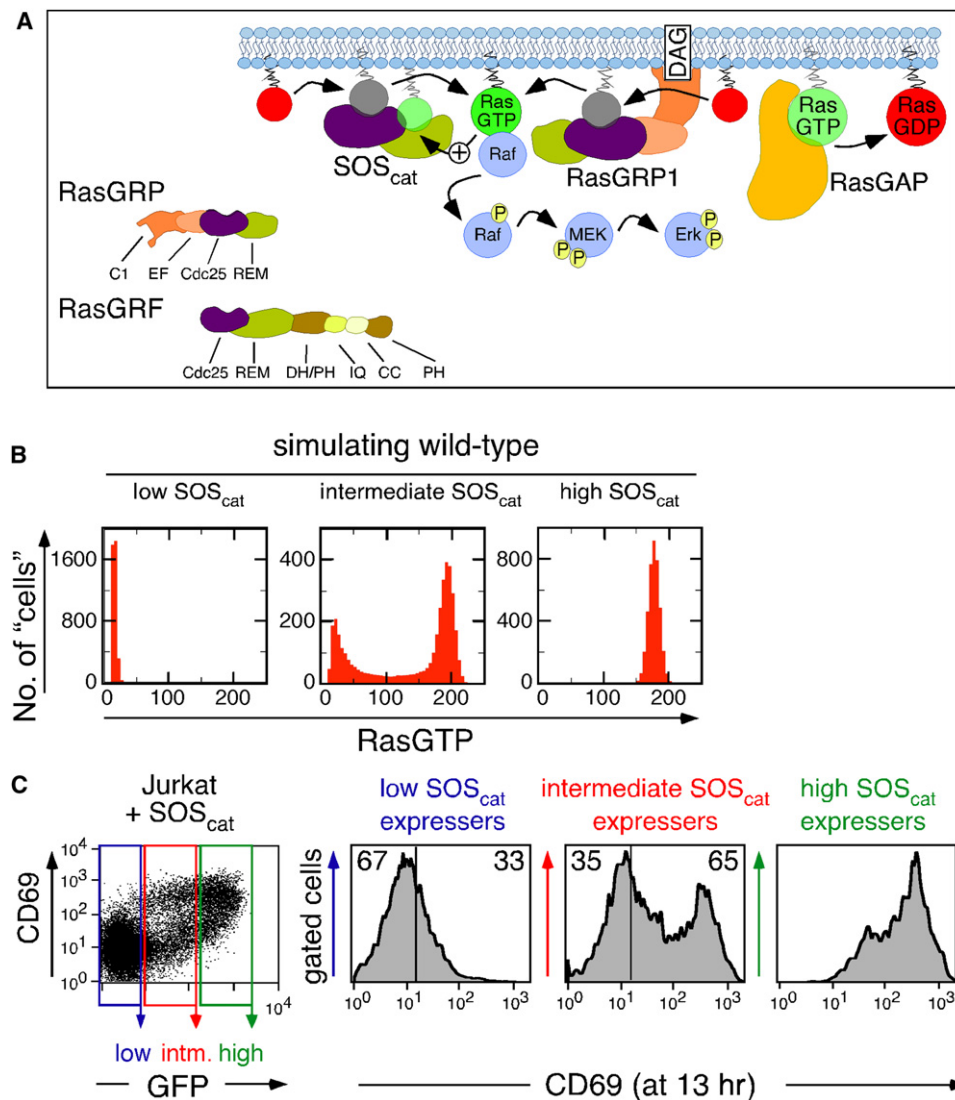 A
DAG
Ras
GTP
Ras
GTP
Ras
GDP
+
Raf
SOScat
RasGRP1
RasGAP
RasGRP
P
P
Raf
MEK
Erk
P
P
P
C1 EF Cdc25 REM
RasGRF
Cdc25 REM DH/PH IQ CC PH
B
simulating wild-type
low SOScat intermediate SOScat high SOScat
No. of "cells"
1600
800
0
400
200
0
800
400
0
0 100 200
0 100 200
0 100 200
RasGTP
C
Jurkat
+ SOScat
low SOScat
expressers
intermediate SOScat
expressers
high SOScat
expressers
CD69
10^4
10^3
10^2
10^1
10^0
10^4
low intm. high
GFP
gated cells
67 33
35 65
10^0 10^1 10^2 10^3
10^0 10^1 10^2 10^3
10^0 10^1 10^2 10^3
CD69 (at 13 hr)